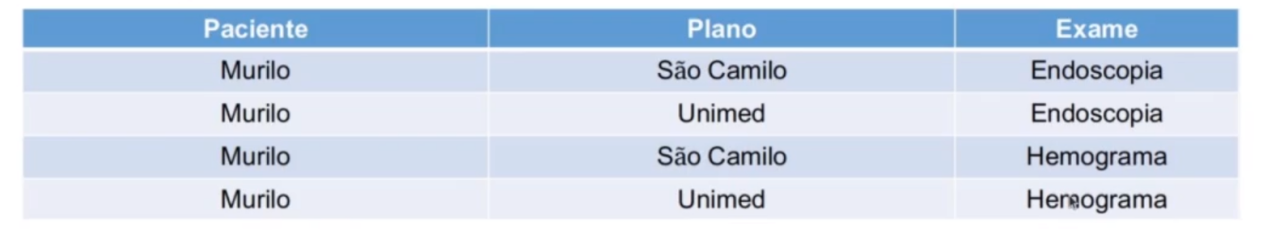 Paciente Plano Exame
Murilo São Camilo Endoscopia
Murilo Unimed Endoscopia
Murilo São Camilo Hemograma
Murilo Unimed Hemograma